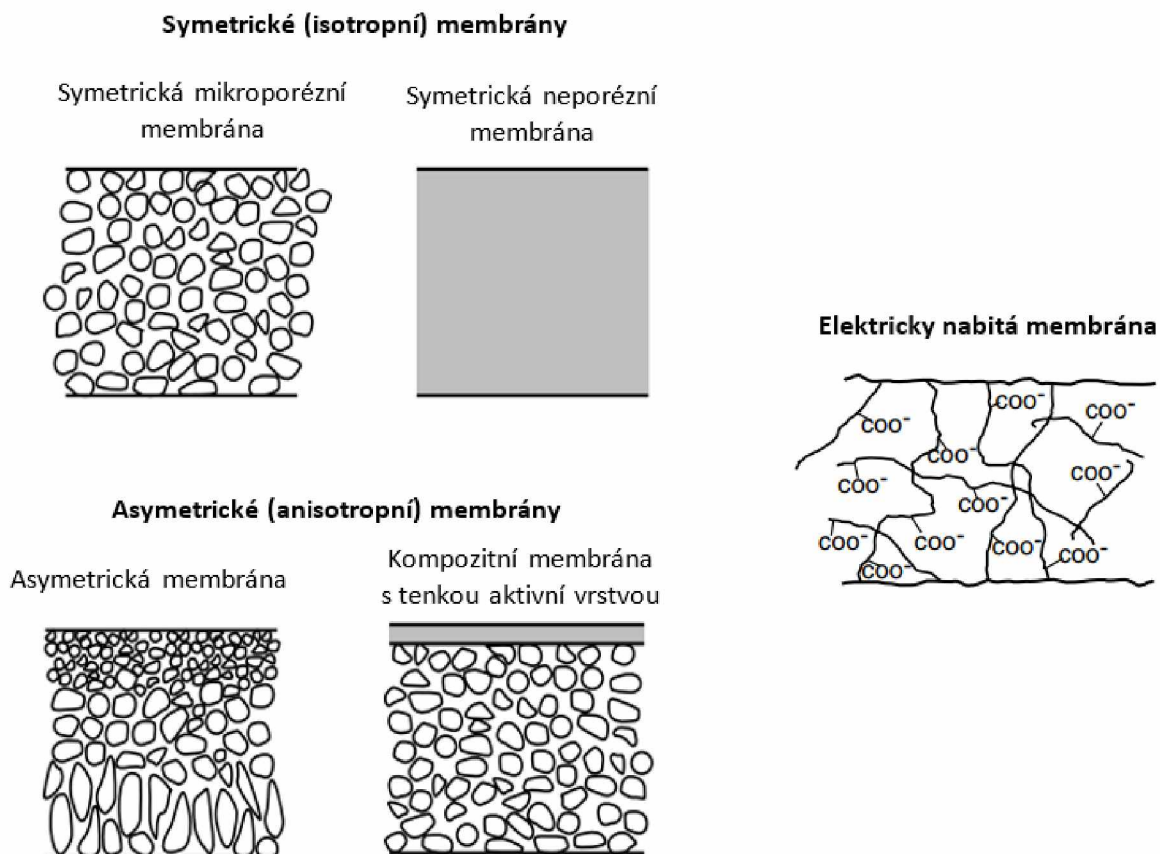 Symetrické (isotropní) membrány
Symetrická mikroporézní
membrána
Symetrická neporézní
membrána
Elektricky nabitá membrána
COO⁻
COO⁻
COO⁻
COO⁻
COO⁻
COO⁻
COO⁻
COO⁻
COO⁻
COO⁻
COO⁻
COO⁻
Asymetrické (anisotropní) membrány
Asymetrická membrána
Kompozitní membrána
s tenkou aktivní vrstvou